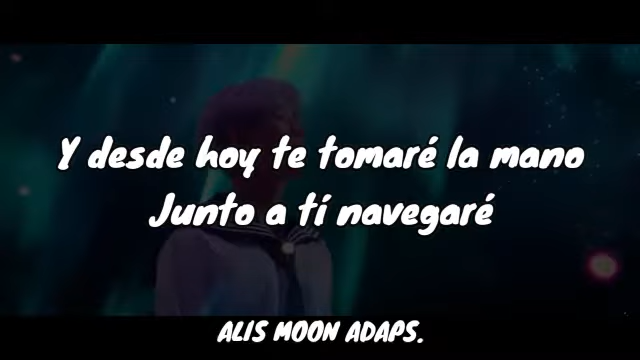 Y desde hoy te tomaré la mano
Junto a tí navegaré
ALIS MOON ADAPS.